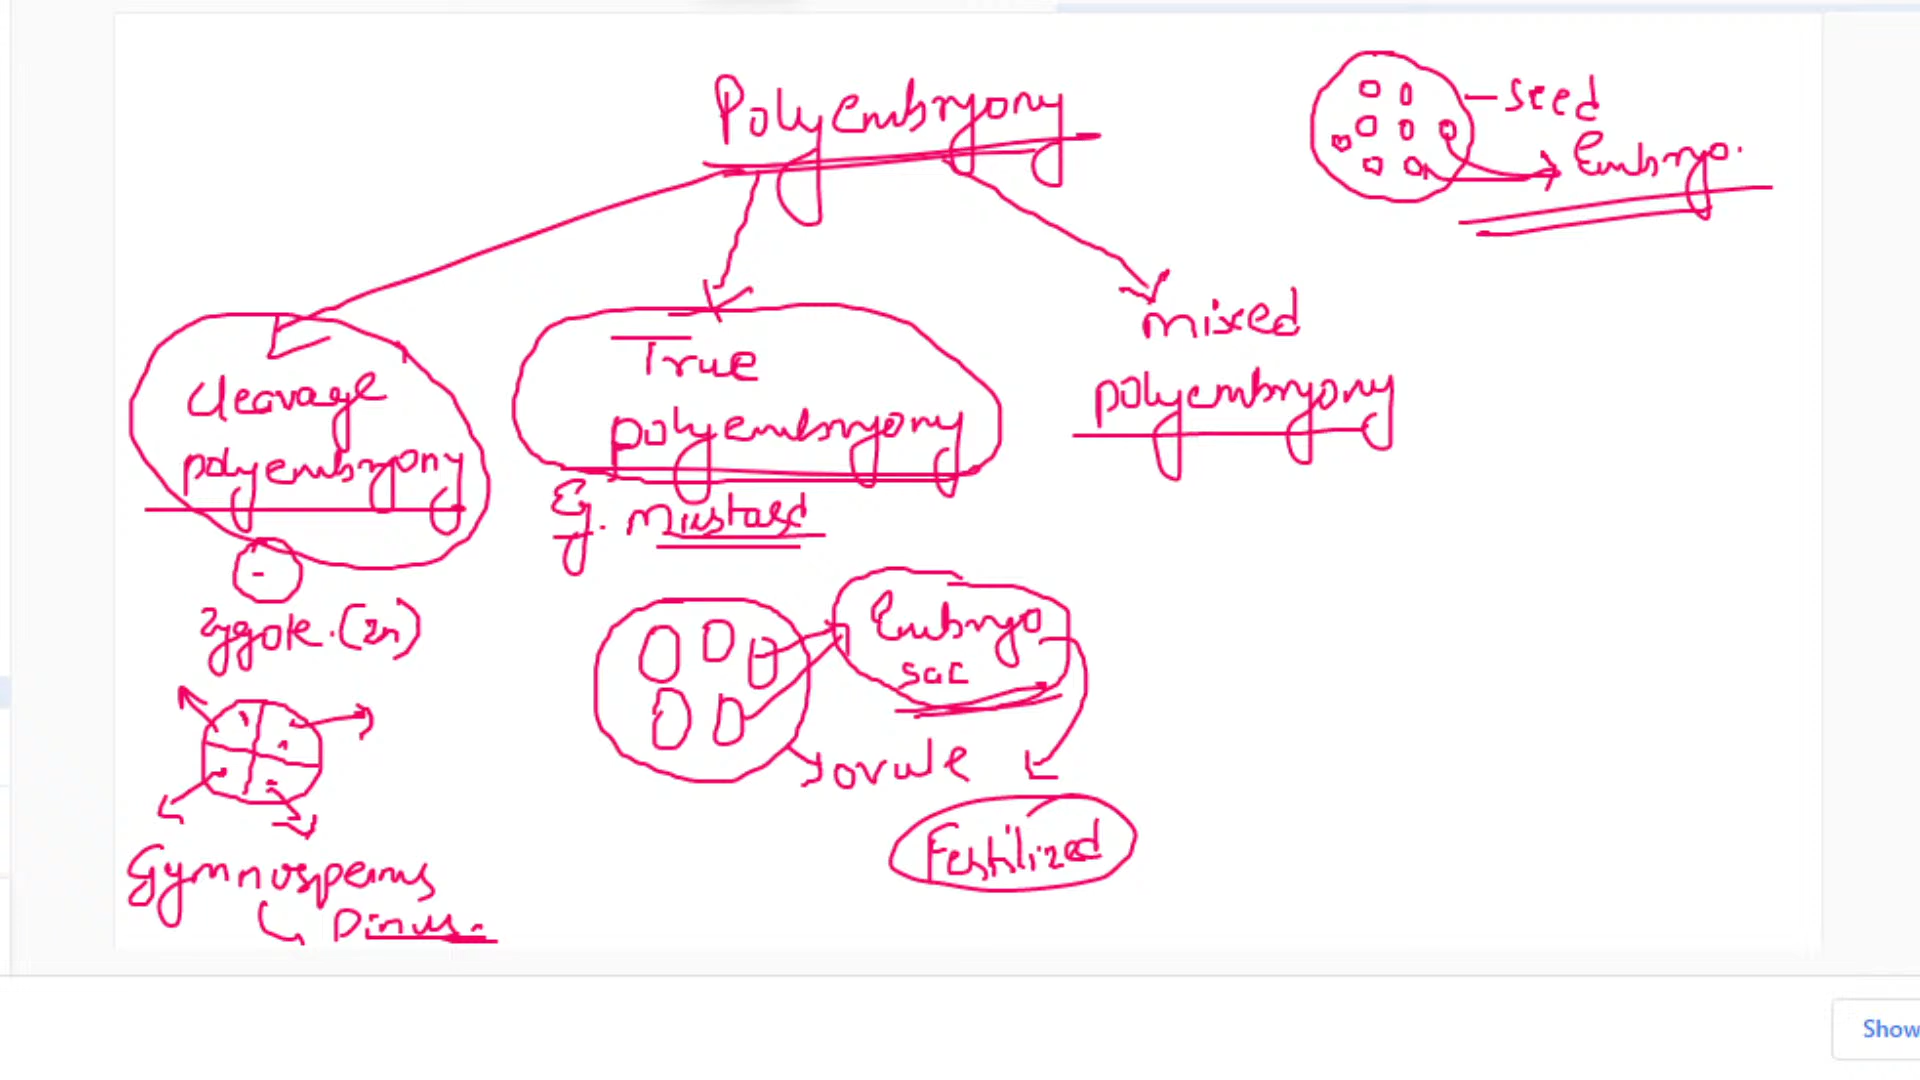 Polyembryony
seed
Embryo.
cleavage
polyembryony
True
polyembryony
Eg. Mustard
mixed
polyembryony
zygote. (2n)
Embryo
sac
ovule
Fertilized
Gymnosperms
Pinus.
Show